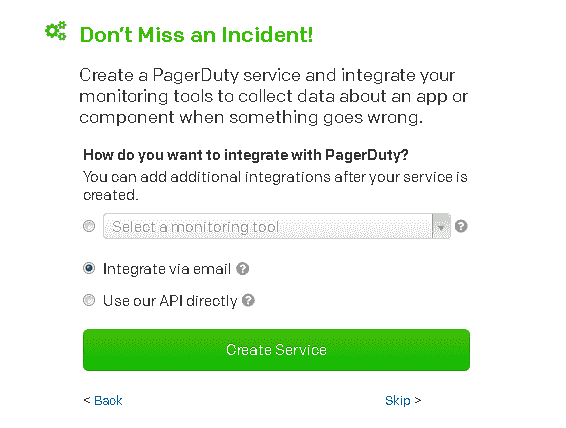 Don't Miss an Incident!
Create a PagerDuty service and integrate your
monitoring tools to collect data about an app or
component when something goes wrong.
How do you want to integrate with PagerDuty?
You can add additional integrations after your service is
created.
Select a monitoring tool ?
Integrate via email ?
Use our API directly ?
Create Service
< Back Skip >